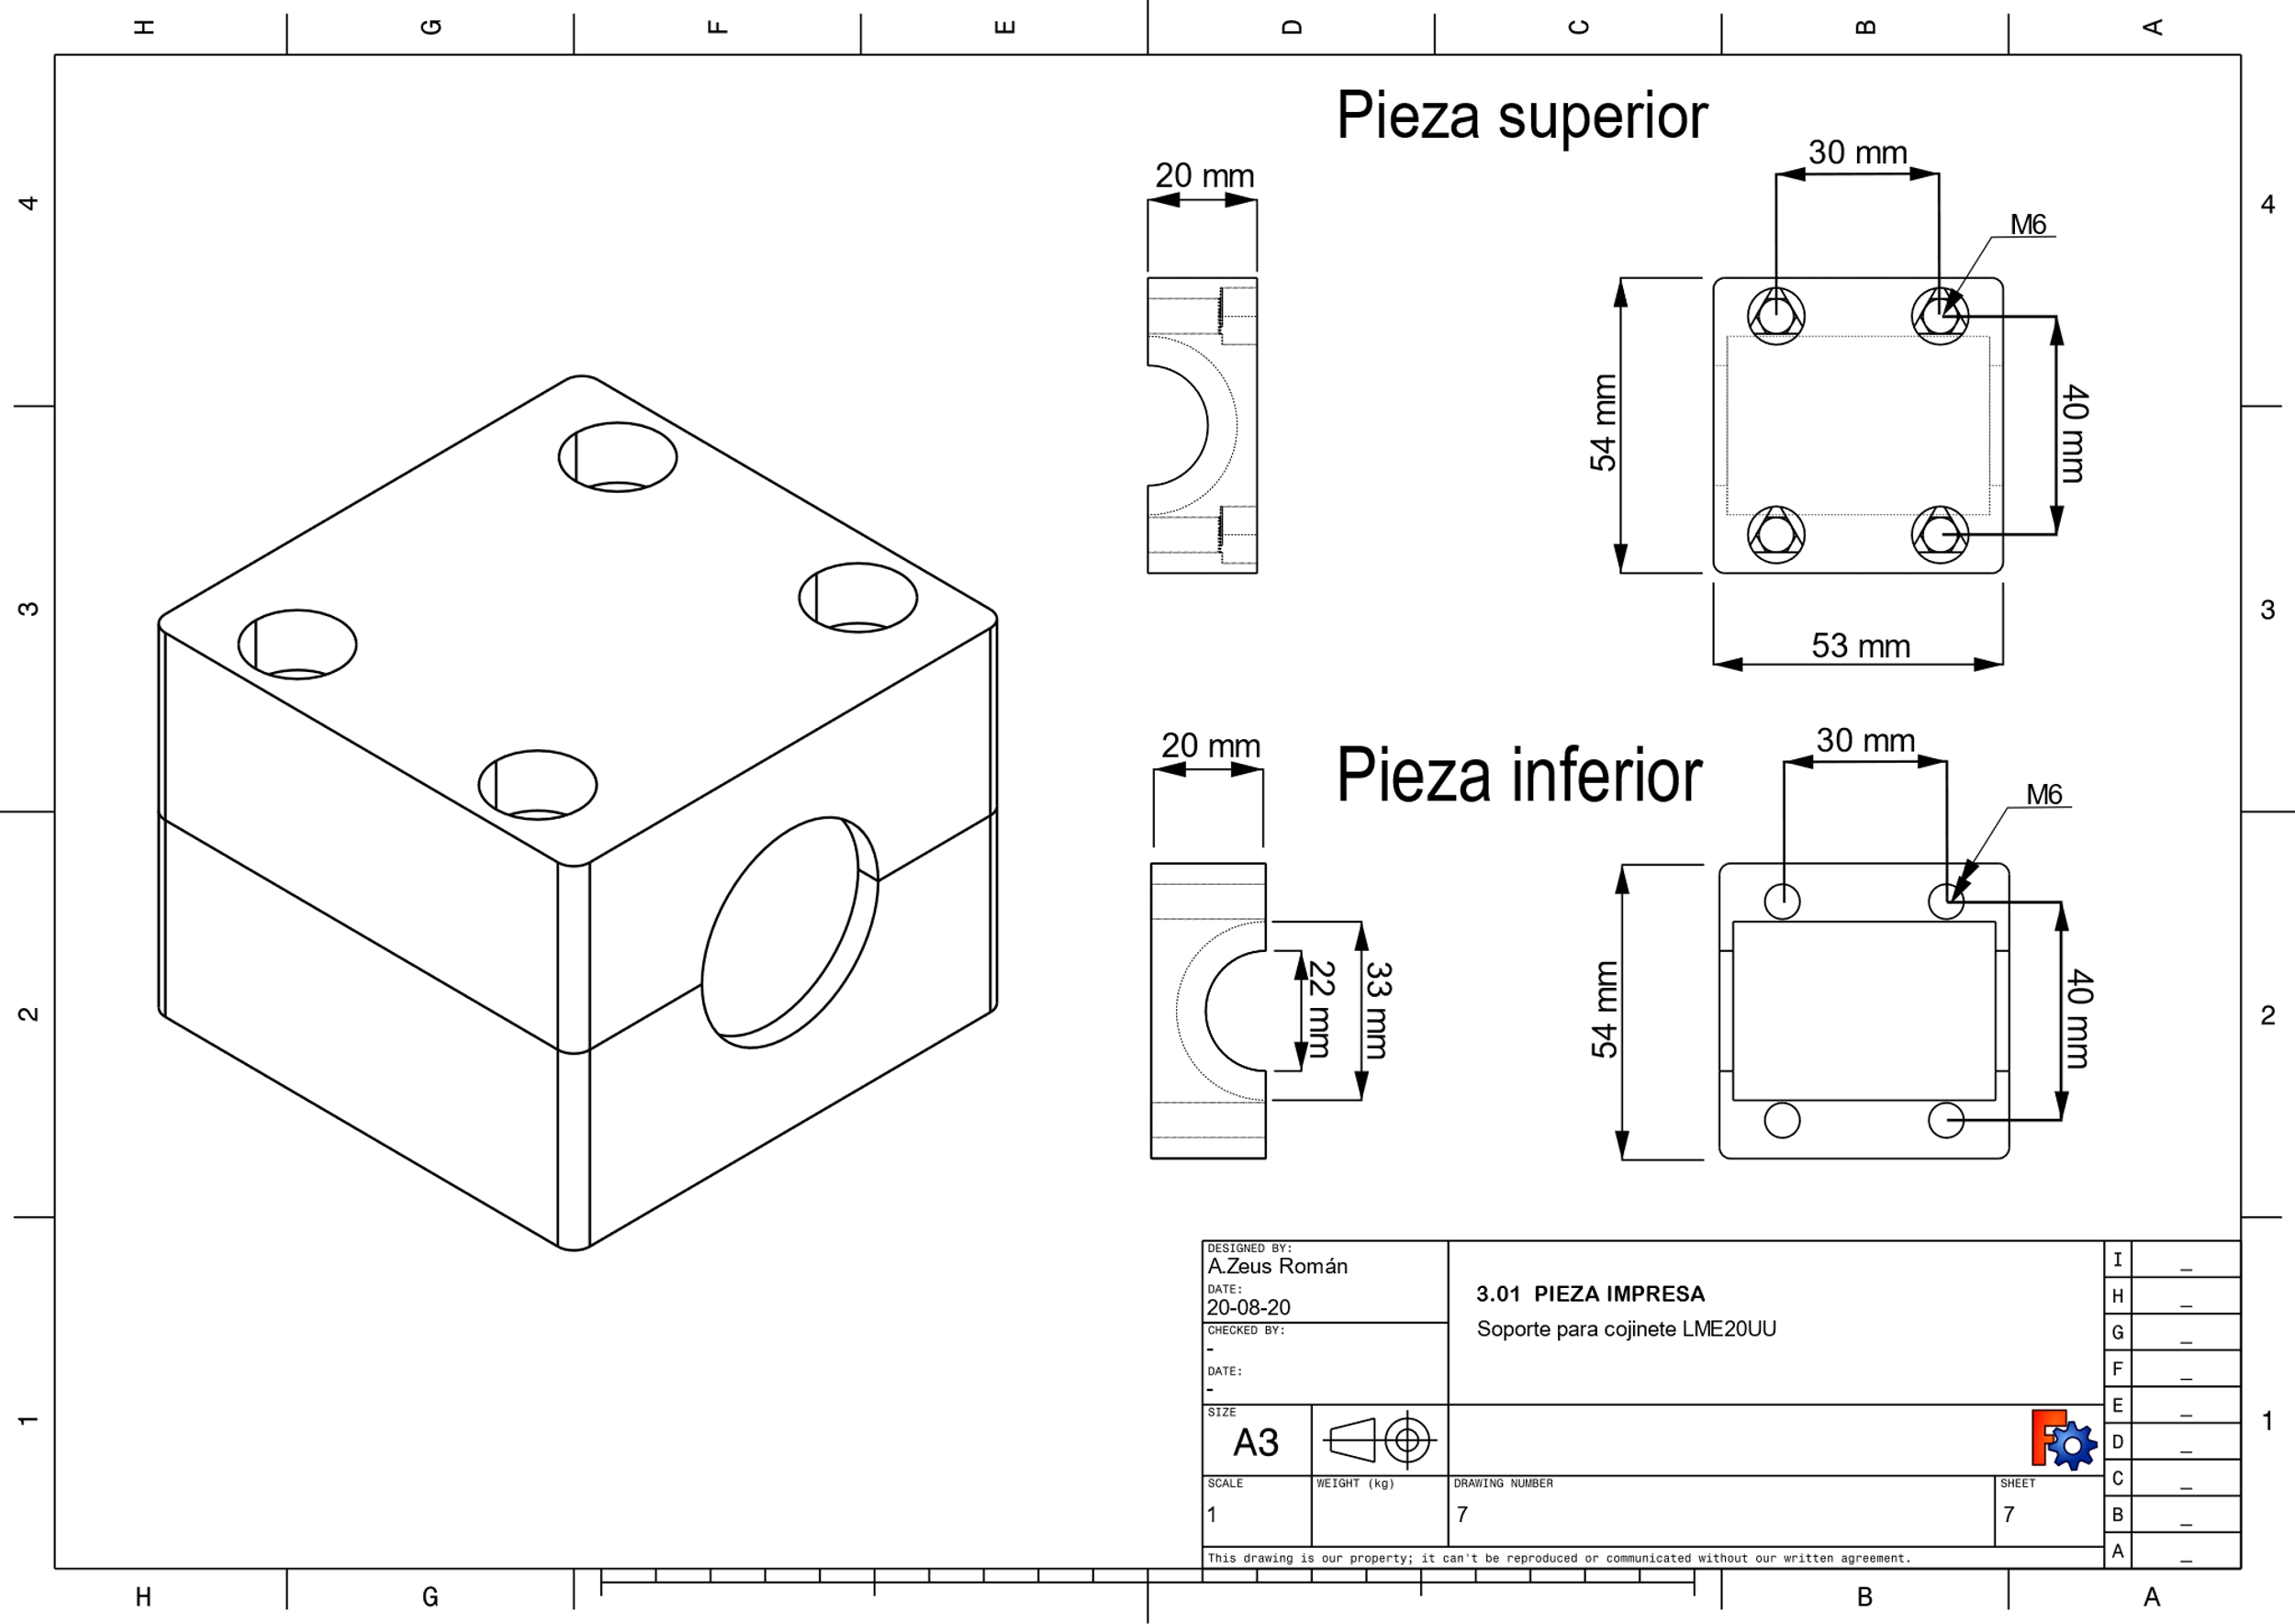 H G F E D C B A
Pieza superior
30 mm
20 mm
4
4
M6
54 mm
40 mm
3
3
53 mm
30 mm
20 mm
Pieza inferior
M6
22 mm
33 mm
54 mm
40 mm
2
2
DESIGNED BY:
A.Zeus Román
DATE:
20-08-20
CHECKED BY:
-
DATE:
-
3.01 PIEZA IMPRESA
Soporte para cojinete LME20UU
SIZE
A3
SCALE
1
WEIGHT (kg)
DRAWING NUMBER
7
SHEET
7
This drawing is our property; it can't be reproduced or communicated without our written agreement.
I _
H _
G _
F _
E _
D _
C _
B _
A _
1
1
H G B A